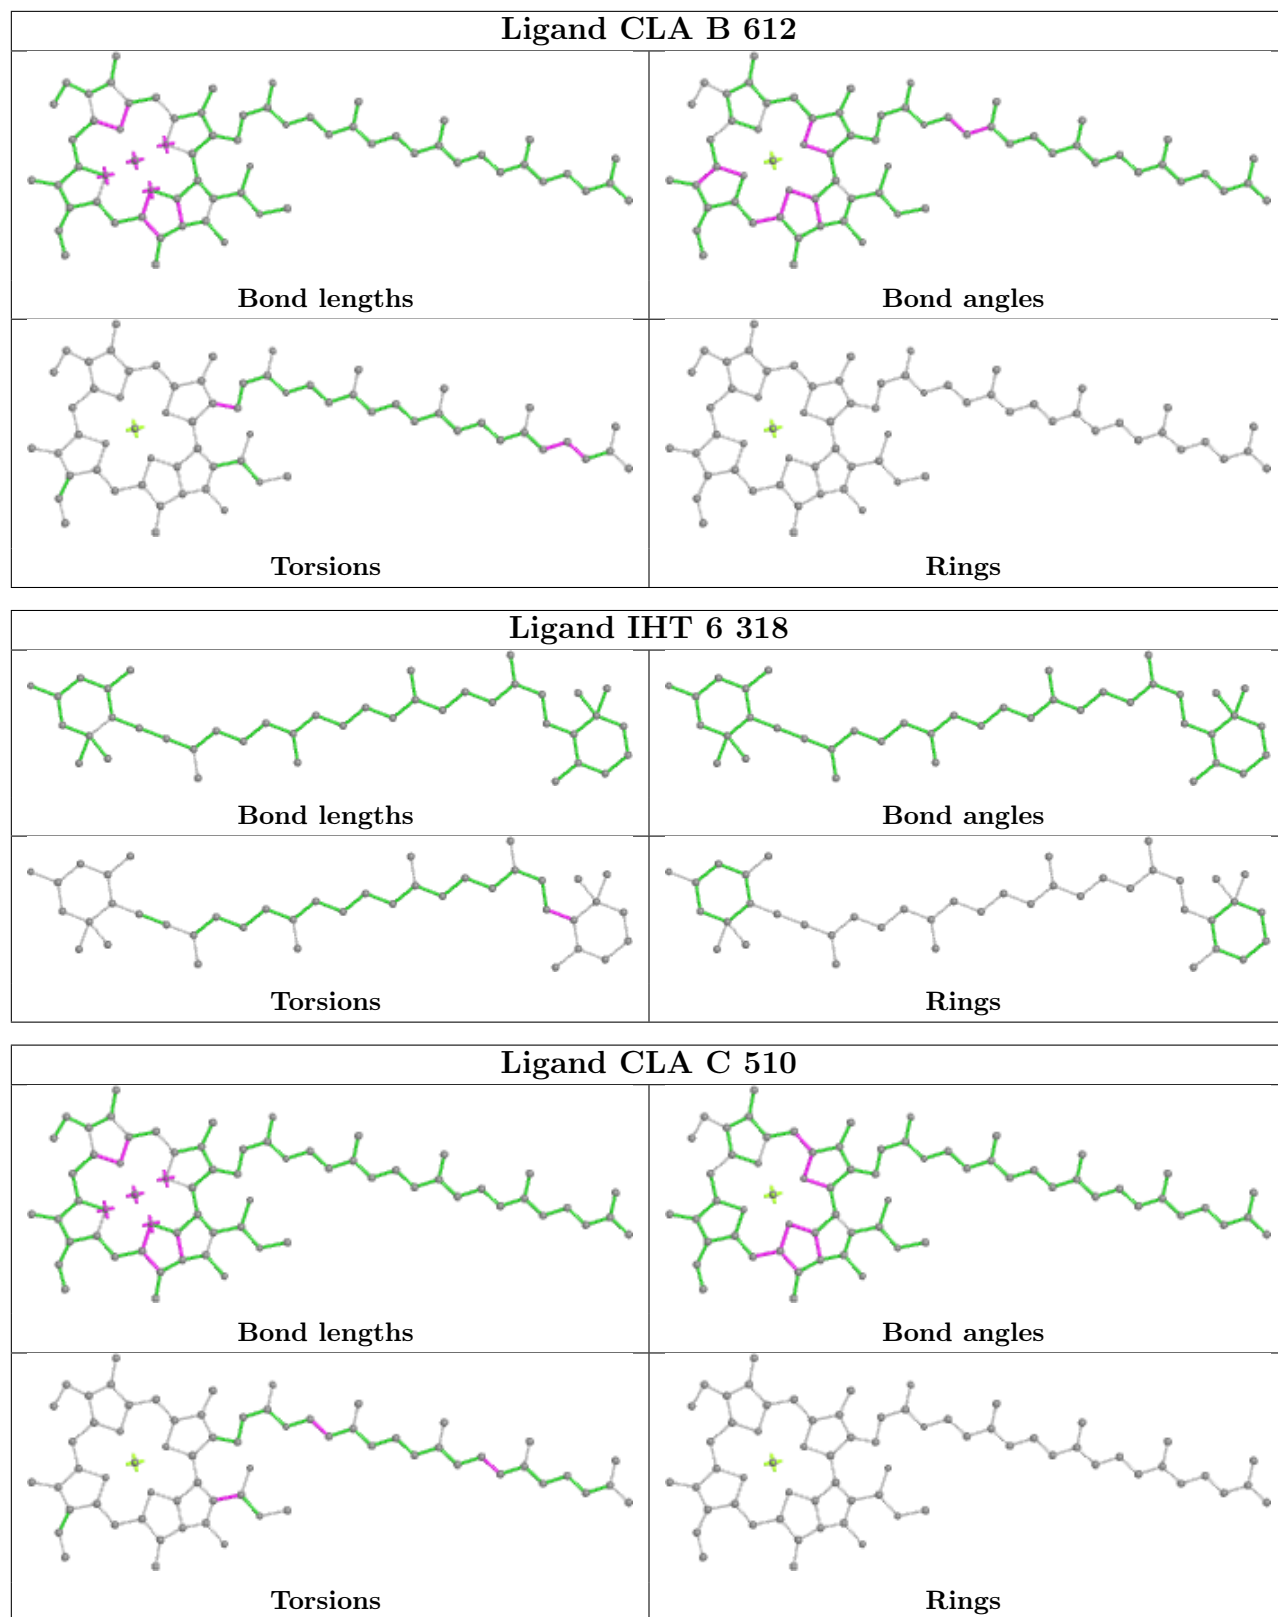 Ligand CLA B 612
Bond lengths
Bond angles
Torsions
Rings
Ligand IHT 6 318
Bond lengths
Bond angles
Torsions
Rings
Ligand CLA C 510
Bond lengths
Bond angles
Torsions
Rings